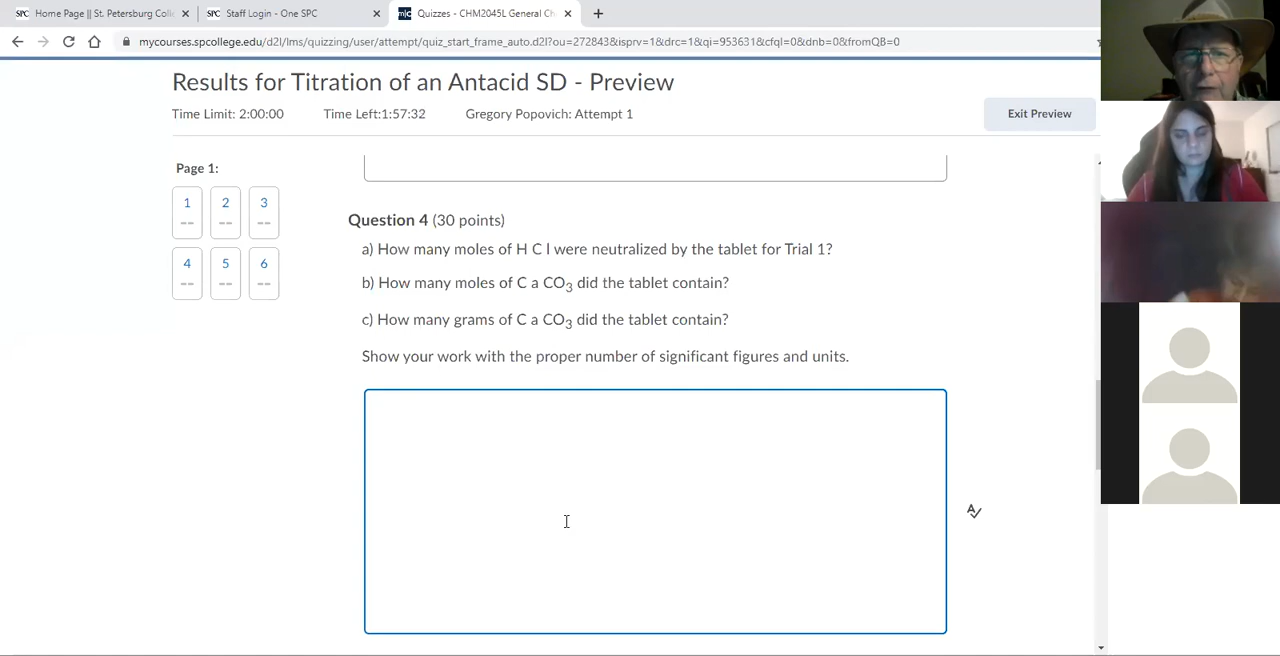 SPC Home Page || St. Petersburg Coll
SPC Staff Login - One SPC
m|c Quizzes - CHM2045L General Ch
mycourses.spcollege.edu/d2l/lms/quizzing/user/attempt/quiz_start_frame_auto.d2l?ou=272843&isprv=1&drc=1&qi=953631&cfql=0&dnb=0&fromQB=0
Results for Titration of an Antacid SD - Preview
Time Limit: 2:00:00 Time Left:1:57:32 Gregory Popovich: Attempt 1
Exit Preview
Page 1:
1 2 3
-- -- --
4 5 6
-- -- --
Question 4 (30 points)
a) How many moles of H C l were neutralized by the tablet for Trial 1?
b) How many moles of C a CO3 did the tablet contain?
c) How many grams of C a CO3 did the tablet contain?
Show your work with the proper number of significant figures and units.